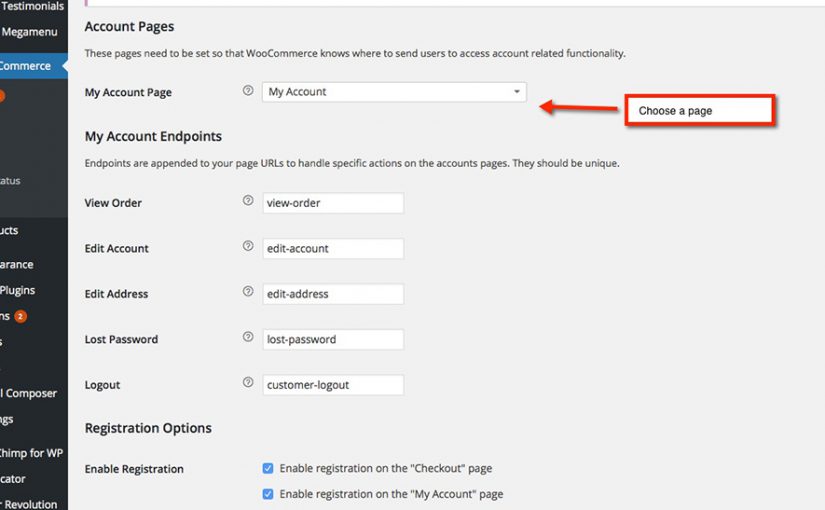 Testimonials
Megamenu
Commerce
Account Pages
These pages need to be set so that WooCommerce knows where to send users to access account related functionality.
My Account Page
My Account
Choose a page
My Account Endpoints
Endpoints are appended to your page URLs to handle specific actions on the accounts pages. They should be unique.
atus
View Order
view-order
ucts
Edit Account
edit-account
arance
Plugins
Edit Address
edit-address
ns 2
s
Lost Password
lost-password
Logout
customer-logout
l Composer
ngs
Registration Options
Chimp for WP
Enable Registration
Enable registration on the "Checkout" page
cator
Enable registration on the "My Account" page
r Revolution